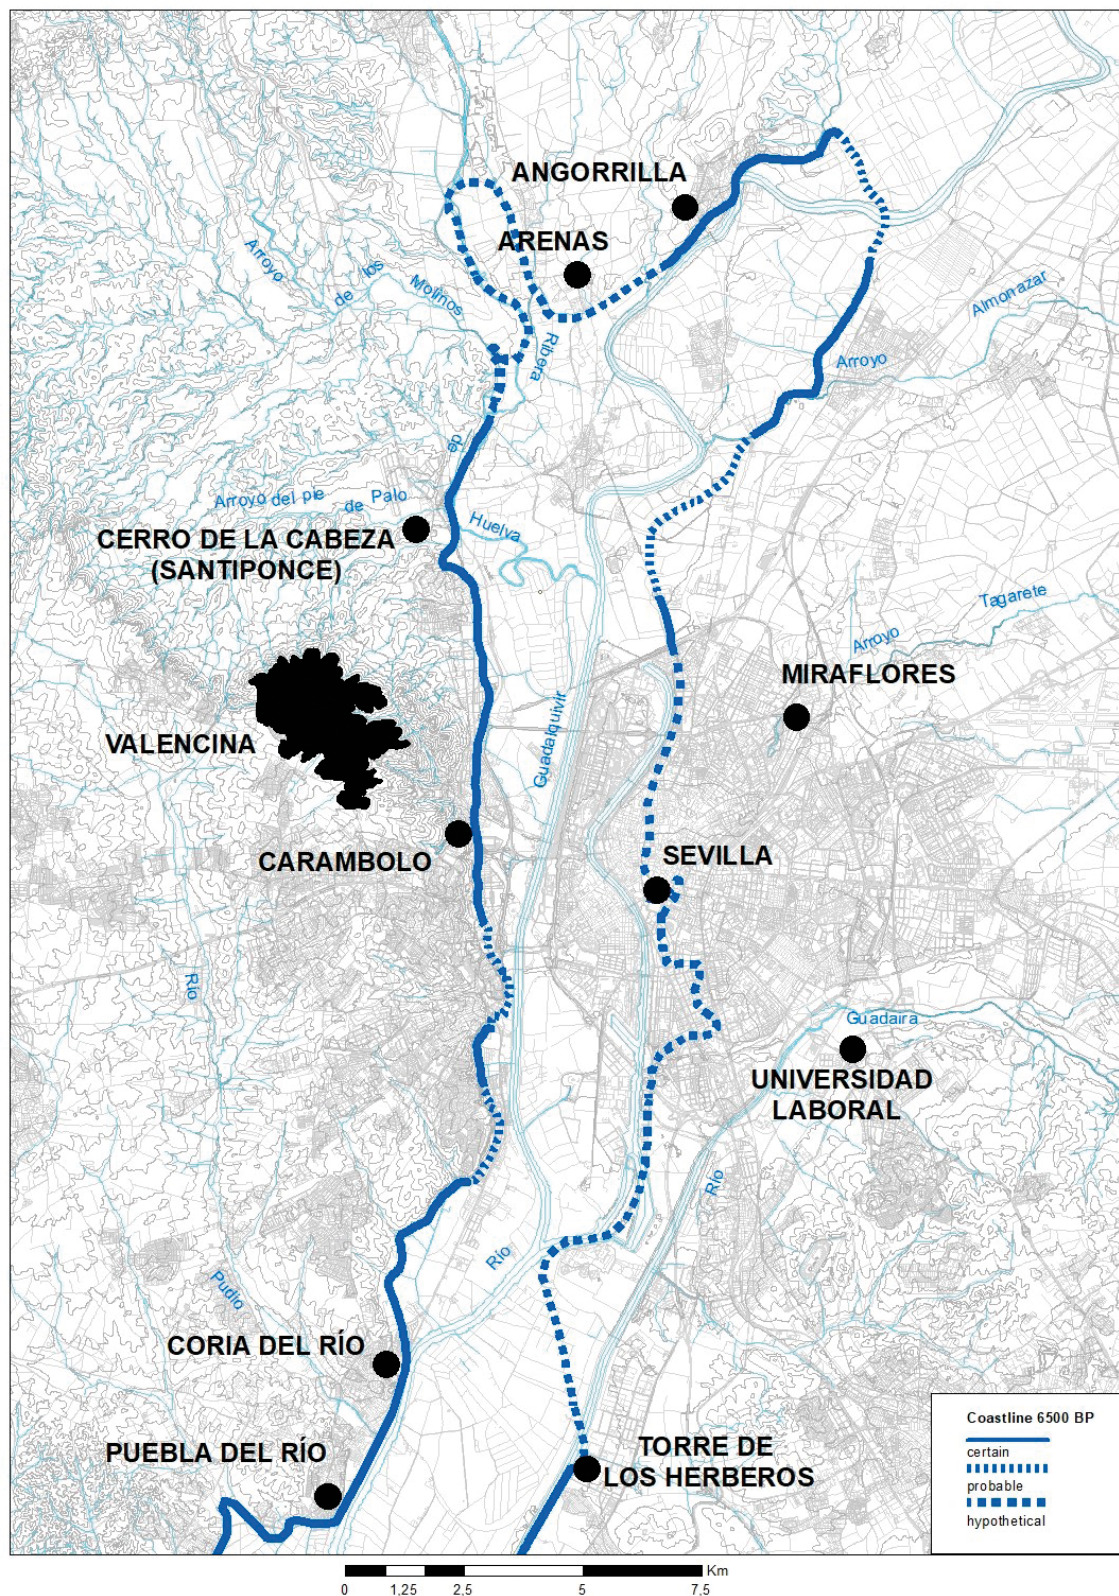 ANGORRILLA
ARENAS
Arroyo
de
los
Molinos
Almonazar
Arroyo
Ribera
de
Arroyo del pie
de Palo
Huelva
CERRO DE LA CABEZA
(SANTIPONCE)
Tagarete
Arroyo
MIRAFLORES
Guadalquivir
VALENCINA
CARAMBOLO
SEVILLA
Río
Guadaira
UNIVERSIDAD
LABORAL
Río
Río
Pudio
CORIA DEL RÍO
PUEBLA DEL RÍO
TORRE DE
LOS HERBEROS
Coastline 6500 BP
certain
probable
hypothetical
Km
0 1,25 2,5 5 7,5